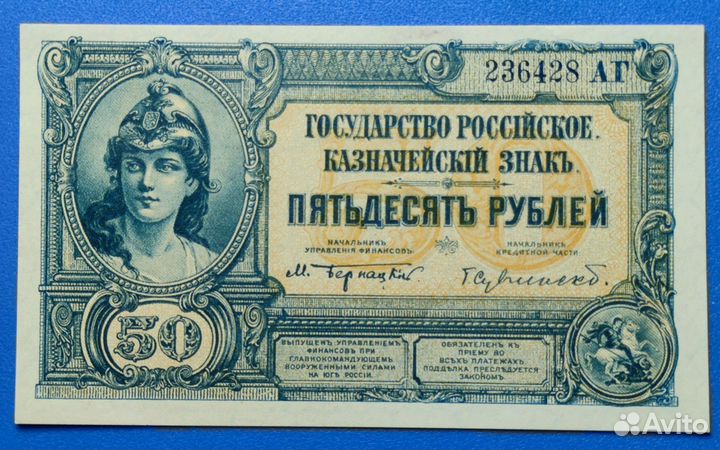 236428 АГ
ГОСУДАРСТВО РОССІЙСКОЕ.
КАЗНАЧЕЙСКІЙ ЗНАКЪ.
ПЯТЬДЕСЯТЪ РУБЛЕЙ
НАЧАЛЬНИКЪ
УПРАВЛЕНІЯ ФИНАНСОВЪ
НАЧАЛЬНИКЪ
КРЕДИТНОЙ ЧАСТИ
М. Бернацкій
50
ВЫПУЩЕНЪ УПРАВЛЕНІЕМЪ
ФИНАНСОВЪ ПРИ
ГЛАВНОКОМАНДУЮЩЕМЪ
ВООРУЖЕННЫМИ СИЛАМИ
НА ЮГѢ РОССІИ.
ОБЯЗАТЕЛЕНЪ КЪ
ПРІЕМУ ВО
ВСѢХЪ ПЛАТЕЖАХЪ
ПОДДѢЛКА ПРЕСЛѢДУЕТСЯ
ЗАКОНОМЪ.
Avito